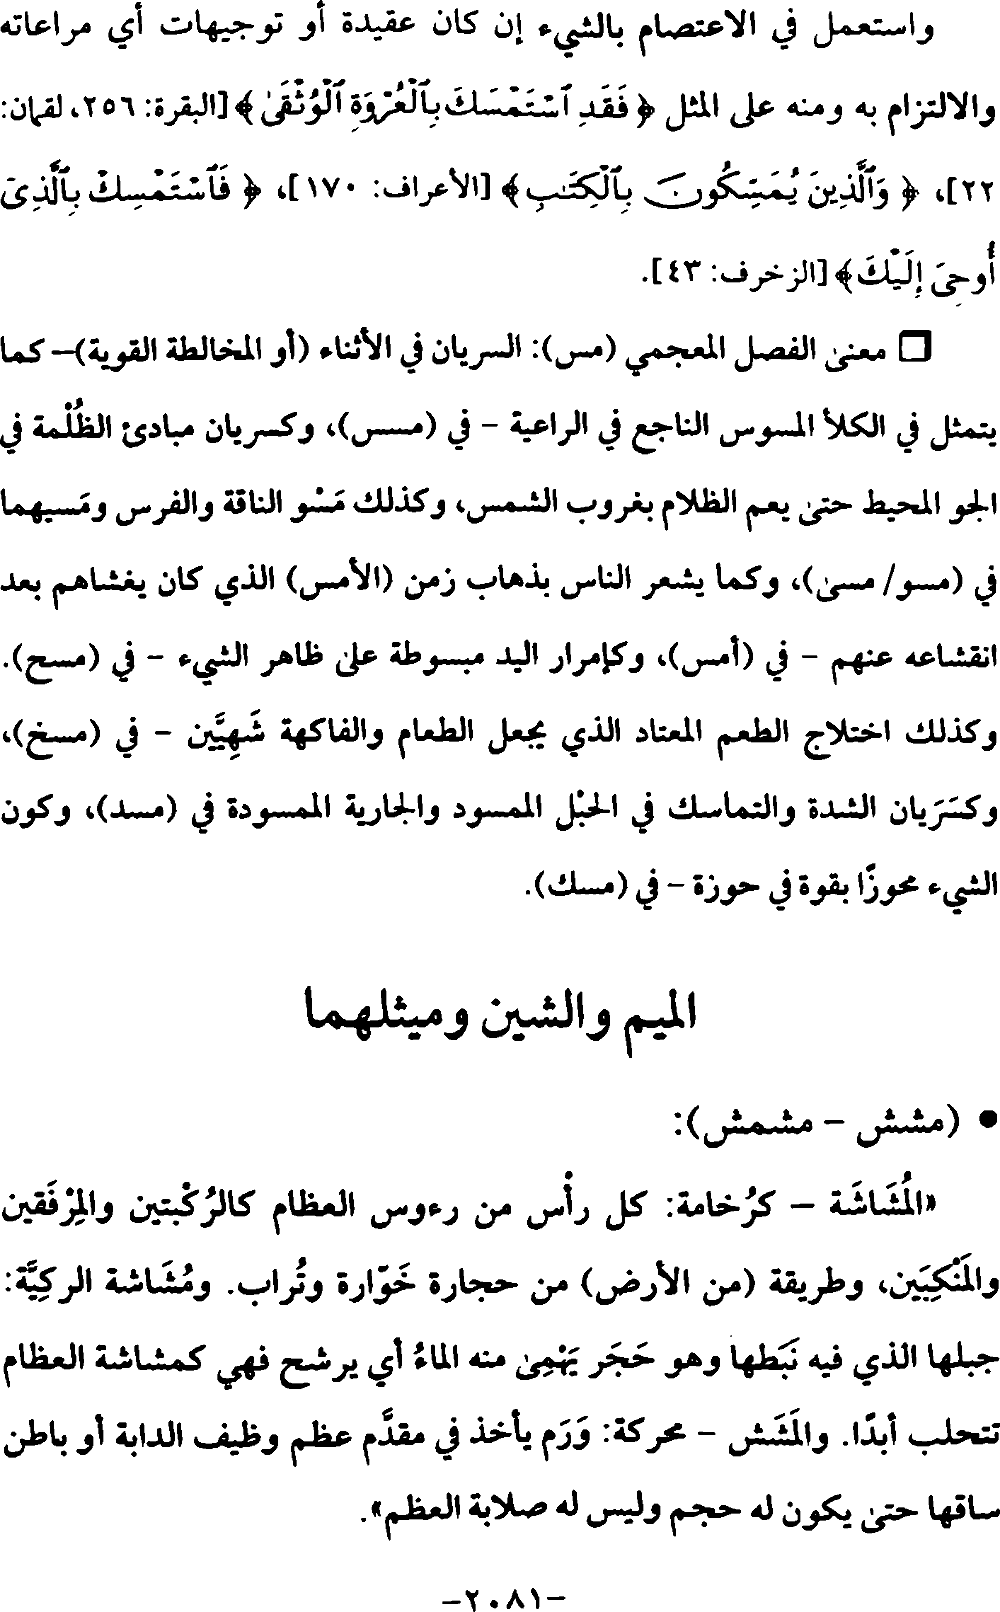 واستعمل في الاعتصام بالشيء إن كان عقيدة أو توجيهات أي مراعاته
والالتزام به ومنه على المثل ﴿ فَقَدِ ٱسْتَمْسَكَ بِٱلْعُرْوَةِ ٱلْوُثْقَىٰ ﴾ [البقرة: ٢٥٦، لقمان:
٢٢]، ﴿ وَٱلَّذِينَ يُمَسِّكُونَ بِٱلْكِتَٰبِ ﴾ [الأعراف: ١٧٠]، ﴿ فَٱسْتَمْسِكْ بِٱلَّذِىٓ
أُوحِىَ إِلَيْكَ ﴾ [الزخرف: ٤٣].
□ معنى الفصل المعجمي (مس): السريان في الأثناء (أو المخالطة القوية)– كما
يتمثل في الكلأ المسوس الناجع في الراعية – في (مسس)، وكسريان مبادئ الظُلْمة في
الجو المحيط حتى يعم الظلام بغروب الشمس، وكذلك مَسْو الناقة والفرس ومَسيهما
في (مسو/ مسى)، وكما يشعر الناس بذهاب زمن (الأمس) الذي كان يغشاهم بعد
انقشاعه عنهم – في (أمس)، وكإمرار اليد مبسوطة على ظاهر الشيء – في (مسح).
وكذلك اختلاج الطعم المعتاد الذي يجعل الطعام والفاكهة شَهِيَّين – في (مسخ)،
وكسَرَيان الشدة والتماسك في الحبْل الممسود والجارية الممسودة في (مسد)، وكون
الشيء محوزًا بقوة في حوزة – في (مسك).
الميم والشين وميثلهما
• (مشش – مشمش):
«المُشَاشَة – كرُخامة: كل رأْس من رءوس العظام كالرُكْبتين والمِرْفَقين
والمَنْكِبَين، وطريقة (من الأرض) من حجارة خَوّارة وتُراب. ومُشَاشة الركِيَّة:
جبلها الذي فيه نَبَطها وهو حَجَر يَهْمِى منه الماءُ أي يرشح فهي كمشاشة العظام
تتحلب أبدًا. والمَشَش – محركة: وَرَم يأخذ في مقدَّم عظم وظيف الدابة أو باطن
ساقها حتى يكون له حجم وليس له صلابة العظم».
–٢٠٨١–